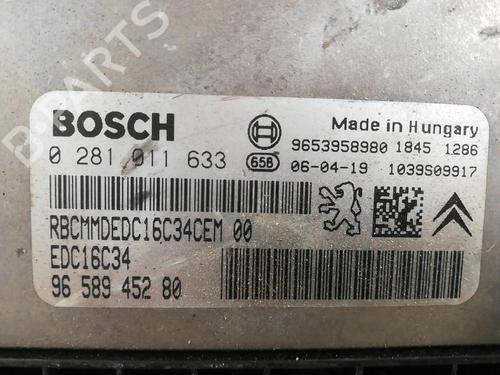 BOSCH
Made in Hungary
9653958980 1845 1286
0 281 011 633 658 06-04-19 1039S09917
RBCMMDEDC16C34CEM 00
EDC16C34
96 589 452 80
B-PARTS